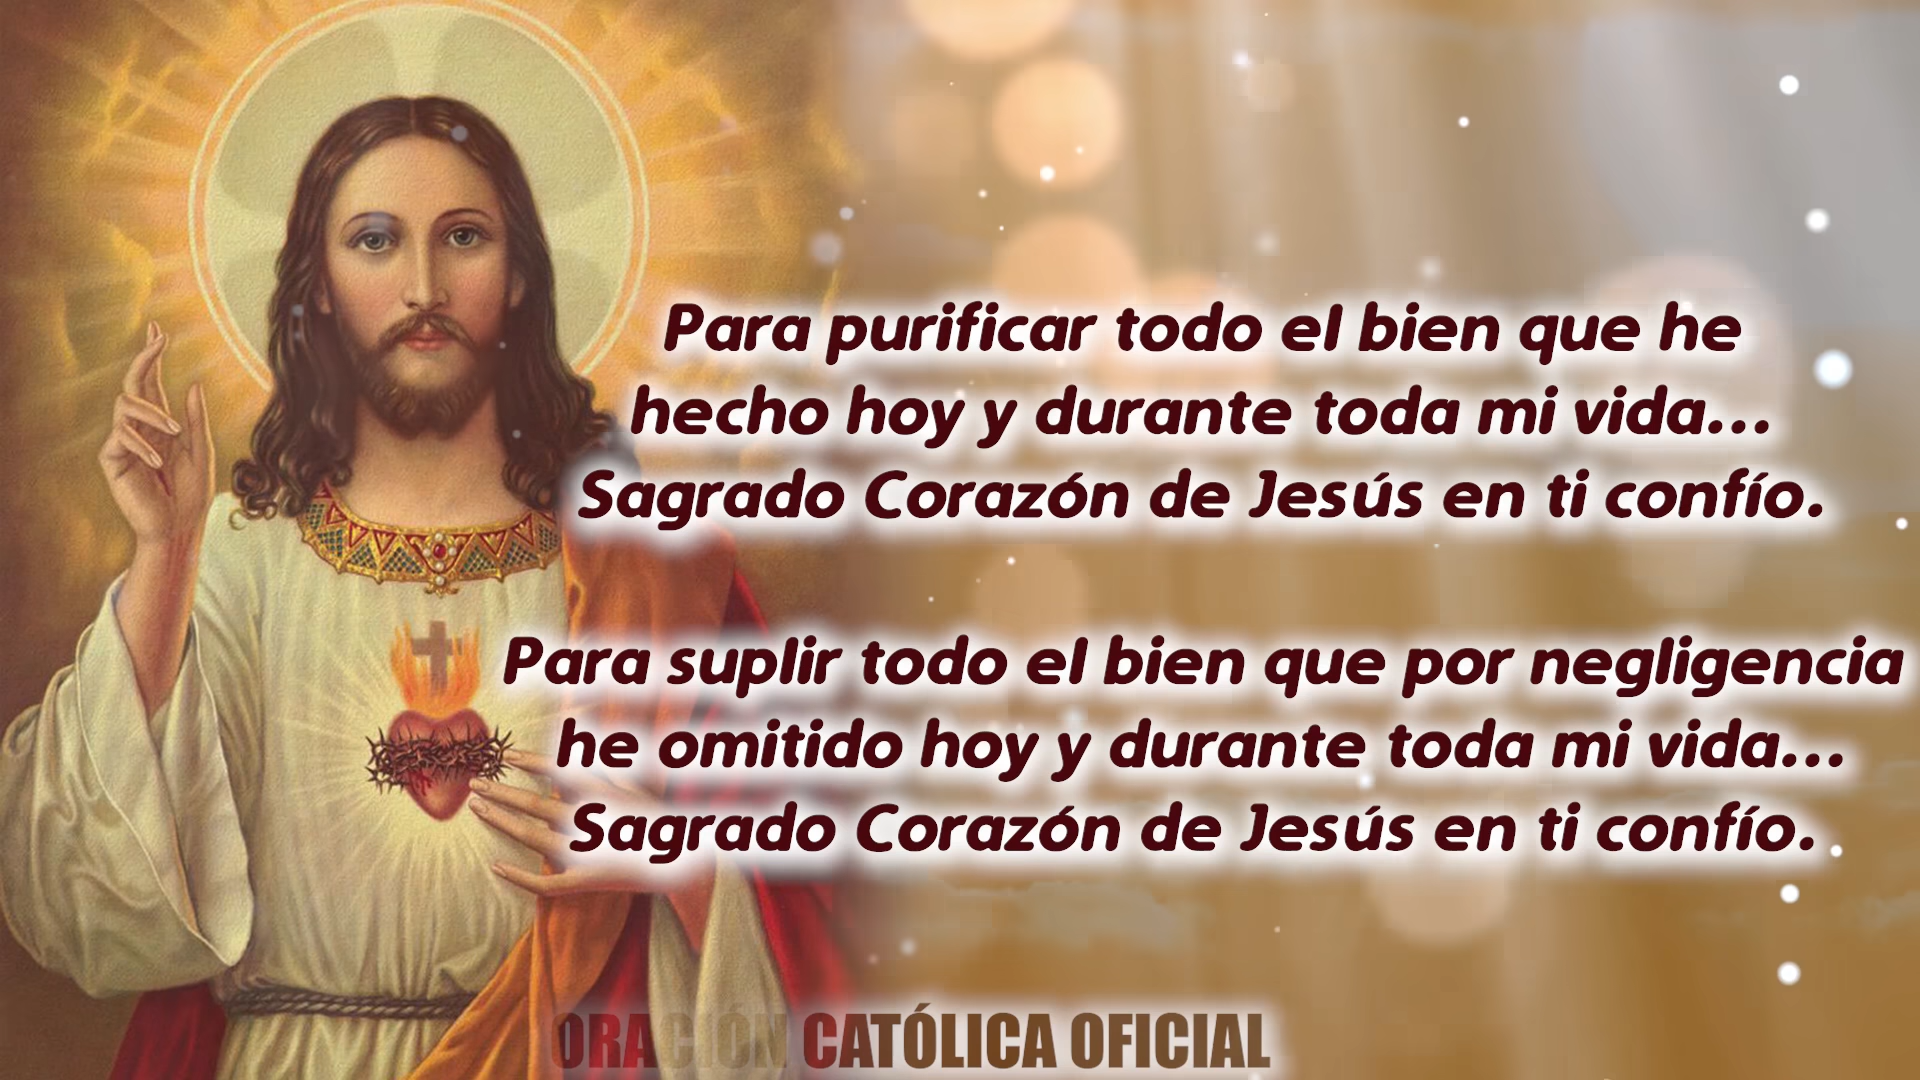 Para purificar todo el bien que he
hecho hoy y durante toda mi vida...
Sagrado Corazón de Jesús en ti confío.
Para suplir todo el bien que por negligencia
he omitido hoy y durante toda mi vida...
Sagrado Corazón de Jesús en ti confío.
ORACIÓN CATÓLICA OFICIAL